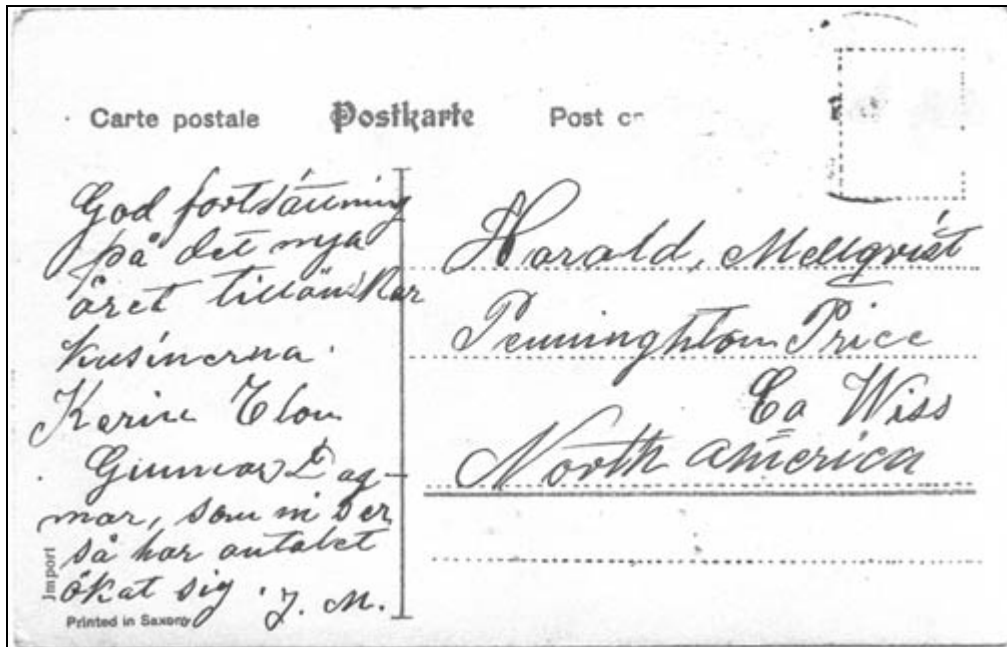 Carte postale Postkarte Post c
God fortsättning
på det nya
året tillönskar
Kusinerna.
Karin Elon
Gunnar Dag-
mar, som ni ser
så har antalet
ökat sig. J. M.
Harald, Mellqvist
Penninghton Price
Co Wiss
North america
Import
Printed in Saxony